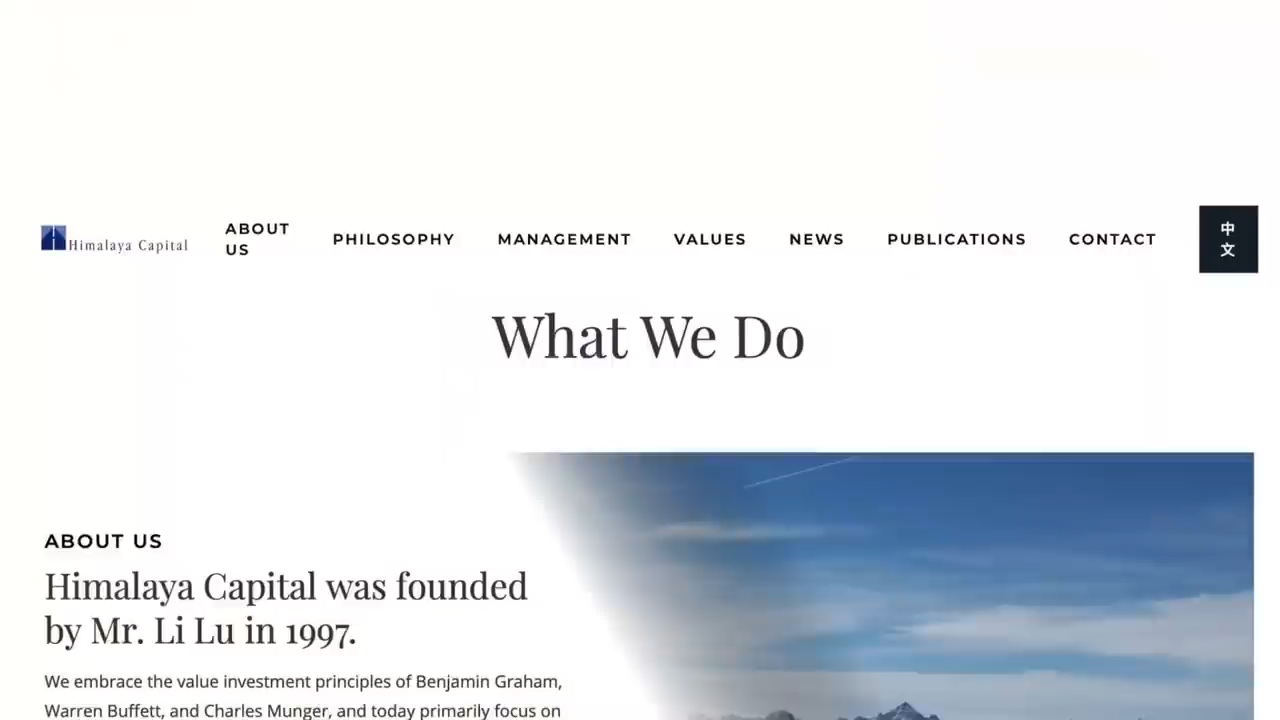 Himalaya Capital
ABOUT
US
PHILOSOPHY
MANAGEMENT
VALUES
NEWS
PUBLICATIONS
CONTACT
中
文
What We Do
ABOUT US
Himalaya Capital was founded
by Mr. Li Lu in 1997.
We embrace the value investment principles of Benjamin Graham,
Warren Buffett, and Charles Munger, and today primarily focus on